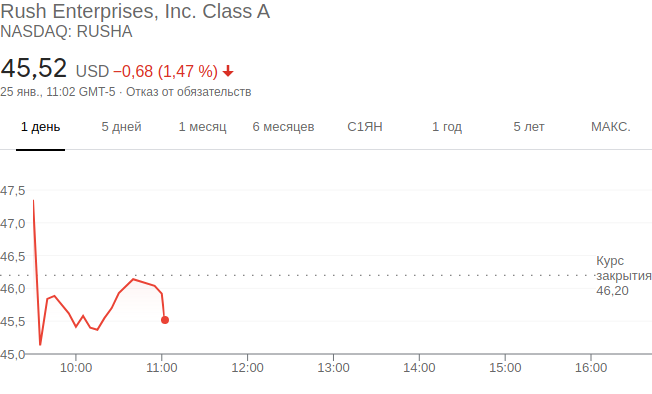 Rush Enterprises, Inc. Class A
NASDAQ: RUSHA
45,52 USD −0,68 (1,47 %)
25 янв., 11:02 GMT-5 · Отказ от обязательств
1 день 5 дней 1 месяц 6 месяцев С1ЯН 1 год 5 лет МАКС.
47,5
47,0
46,5
Курс
закрытия
46,20
46,0
45,5
45,0
10:00 11:00 12:00 13:00 14:00 15:00 16:00